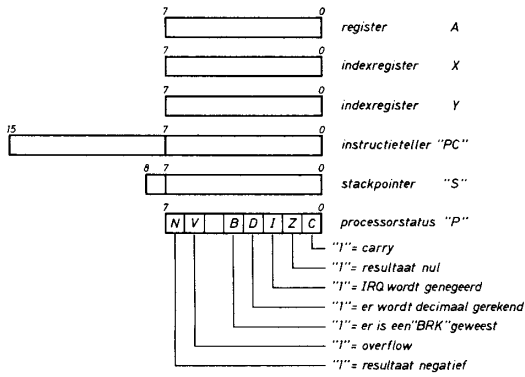 7 0 register A
7 0 indexregister X
7 0 indexregister Y
15 7 0 instructieteller "PC"
8 7 0 stackpointer "S"
7 0 processorstatus "P"
N V B D I Z C
"1"= carry
"1"= resultaat nul
"1"= IRQ wordt genegeerd
"1"= er wordt decimaal gerekend
"1"= er is een "BRK" geweest
"1"= overflow
"1"= resultaat negatief